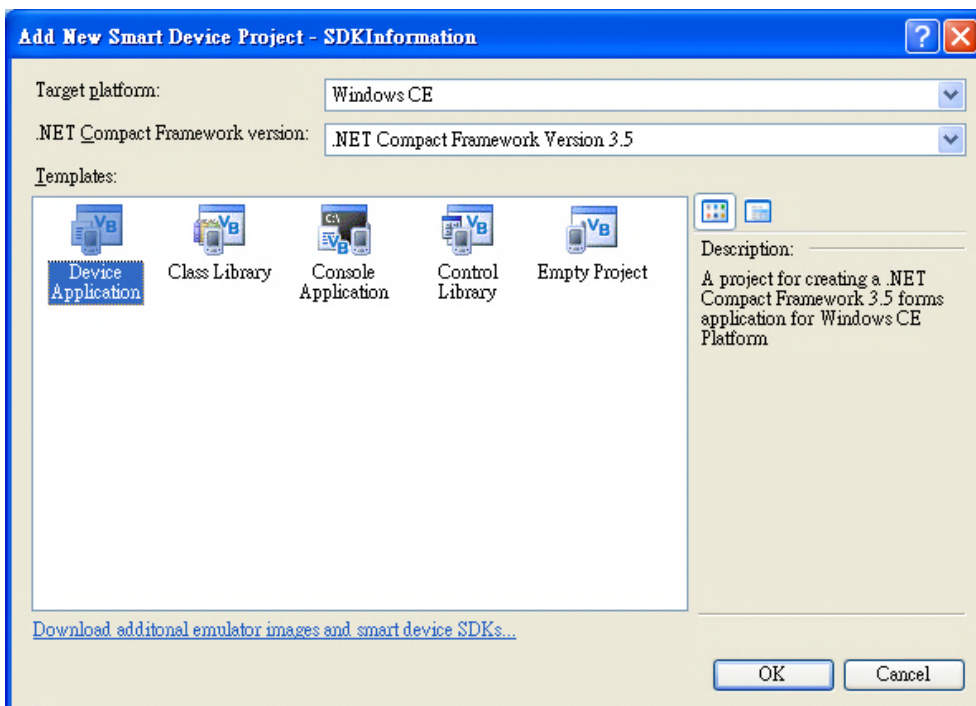 Add New Smart Device Project - SDKInformation
Target platform:
Windows CE
.NET Compact Framework version:
.NET Compact Framework Version 3.5
Templates:
Device
Application
Class Library
Console
Application
Control
Library
Empty Project
Description:
A project for creating a .NET
Compact Framework 3.5 forms
application for Windows CE
Platform
Download additonal emulator images and smart device SDKs...
OK
Cancel